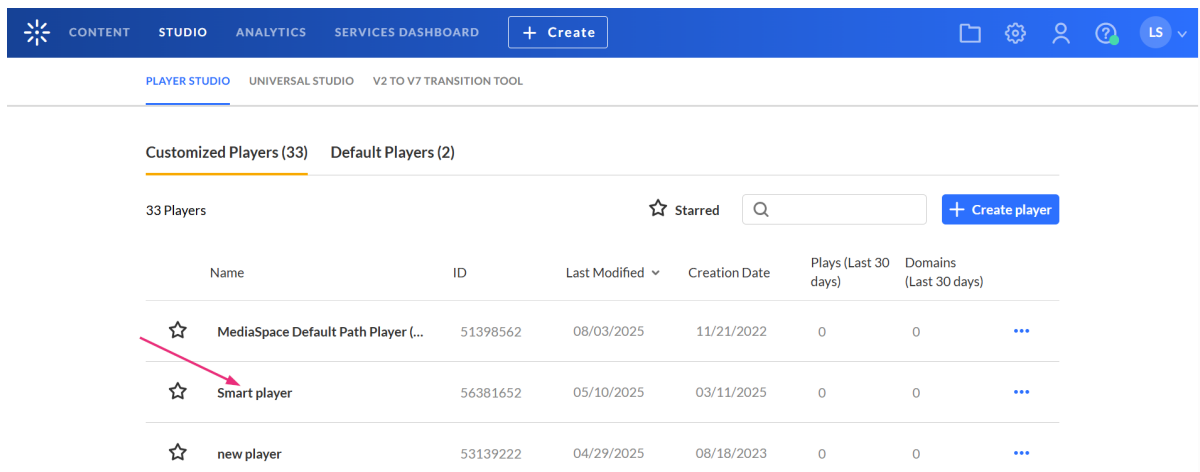 CONTENT STUDIO ANALYTICS SERVICES DASHBOARD + Create LS
PLAYER STUDIO UNIVERSAL STUDIO V2 TO V7 TRANSITION TOOL
Customized Players (33) Default Players (2)
33 Players Starred + Create player
Name ID Last Modified Creation Date Plays (Last 30 days) Domains (Last 30 days)
MediaSpace Default Path Player (... 51398562 08/03/2025 11/21/2022 0 0
Smart player 56381652 05/10/2025 03/11/2025 0 0
new player 53139222 04/29/2025 08/18/2023 0 0